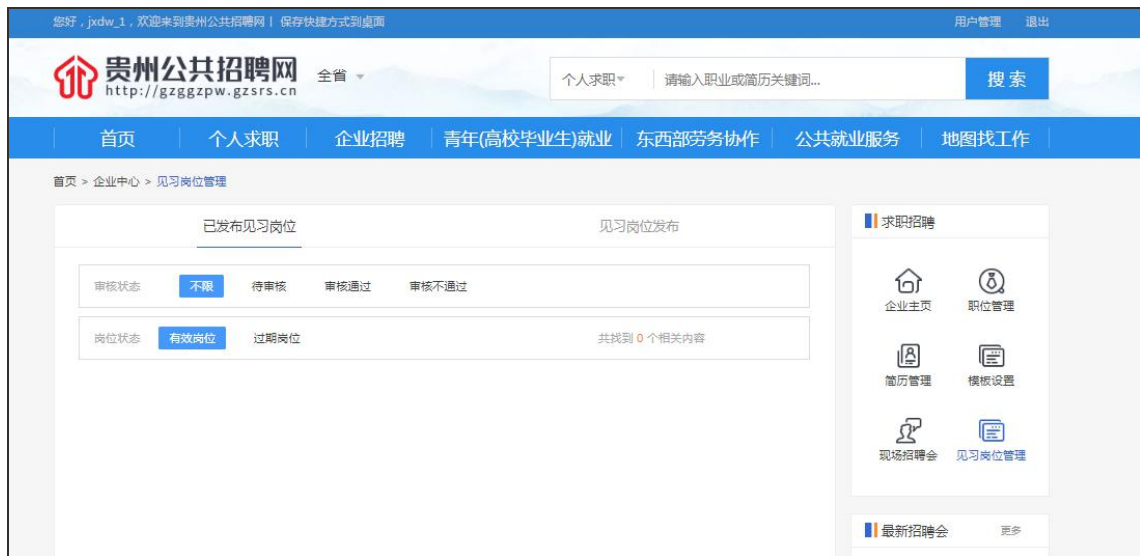 您好，jxdw_1，欢迎来到贵州公共招聘网丨 保存快捷方式到桌面
用户管理 退出
贵州公共招聘网
http://gzggzpw.gzsrs.cn
全省
个人求职 请输入职业或简历关键词... 搜 索
首页 个人求职 企业招聘 青年(高校毕业生)就业 东西部劳务协作 公共就业服务 地图找工作
首页 > 企业中心 > 见习岗位管理
已发布见习岗位 见习岗位发布
审核状态 不限 待审核 审核通过 审核不通过
岗位状态 有效岗位 过期岗位 共找到 0 个相关内容
求职招聘
企业主页 职位管理
简历管理 模板设置
现场招聘会 见习岗位管理
最新招聘会 更多